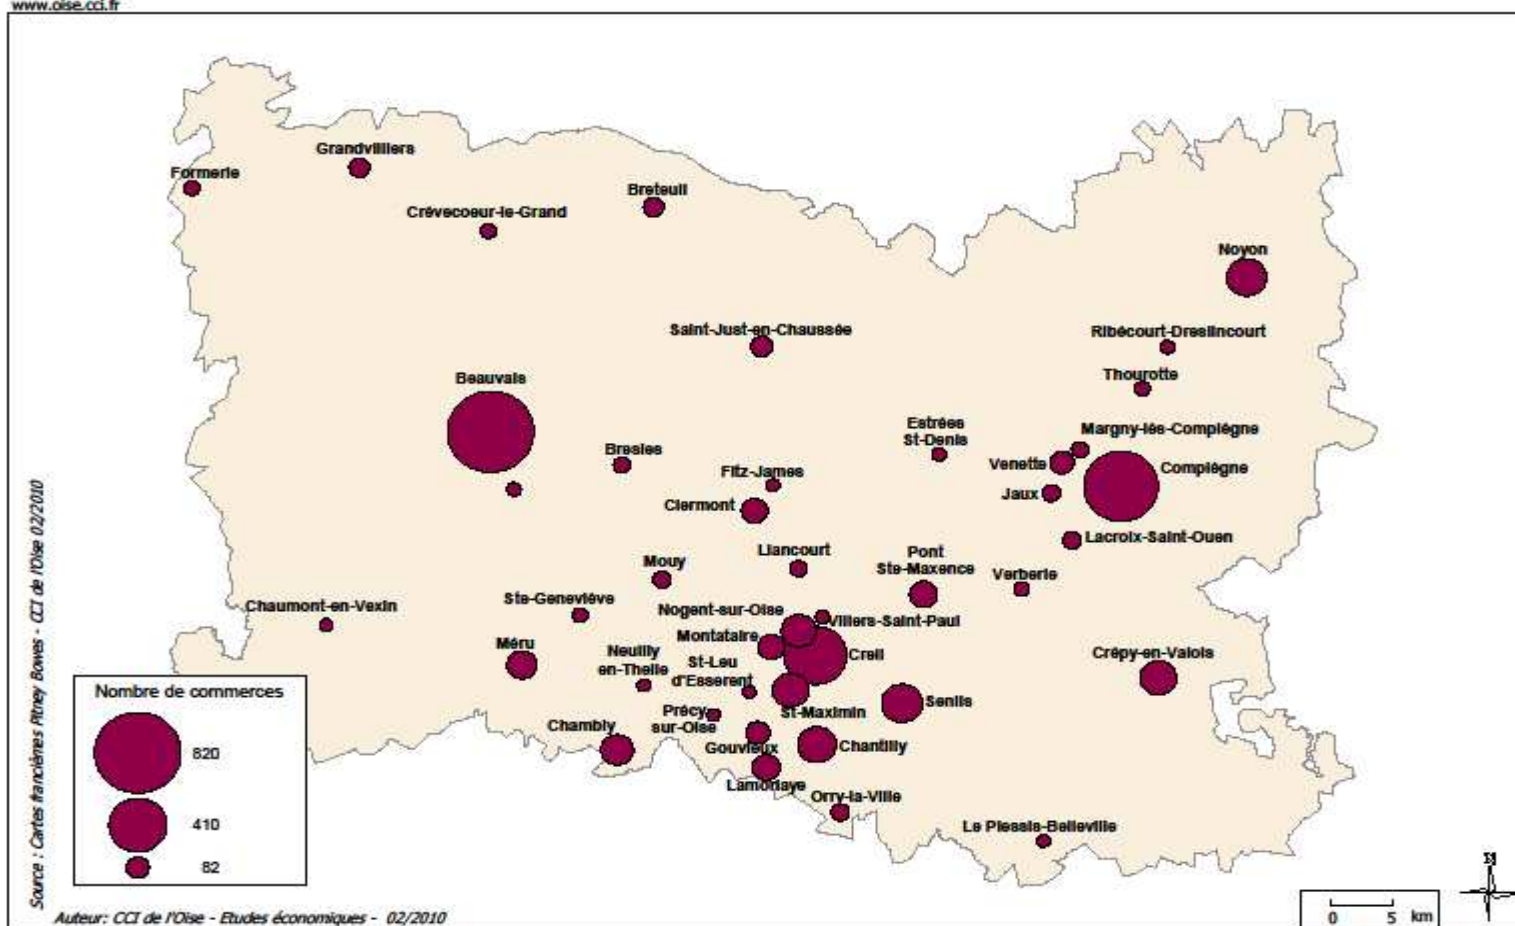 www.oise.cci.fr
Grandvilliers
Formerie
Breteuil
Crèvecoeur-le-Grand
Noyon
Saint-Just-en-Chaussée
Ribécourt-Dreslincourt
Thourotte
Beauvais
Estrées
St-Denis
Margny-lès-Compiègne
Bresles
Venette
Compiègne
Fitz-James
Jaux
Clermont
Lacroix-Saint-Ouen
Liancourt
Pont
Ste-Maxence
Mouy
Verberie
Ste-Geneviève
Chaumont-en-Vexin
Nogent-sur-Oise
Villers-Saint-Paul
Montataire
Méru
Neuilly
en-Thelle
Creil
Crépy-en-Valois
St-Leu
d'Esserent
Senlis
Précy
sur-Oise
St-Maximin
Chambly
Gouvieux
Chantilly
Lamorlaye
Orry-la-Ville
Le Plessis-Belleville
Nombre de commerces
820
410
82
Source : Cartes franciêmes Pitney Bowes - CCI de l'Oise 02/2010
Auteur: CCI de l'Oise - Etudes économiques - 02/2010
N
0 5 km